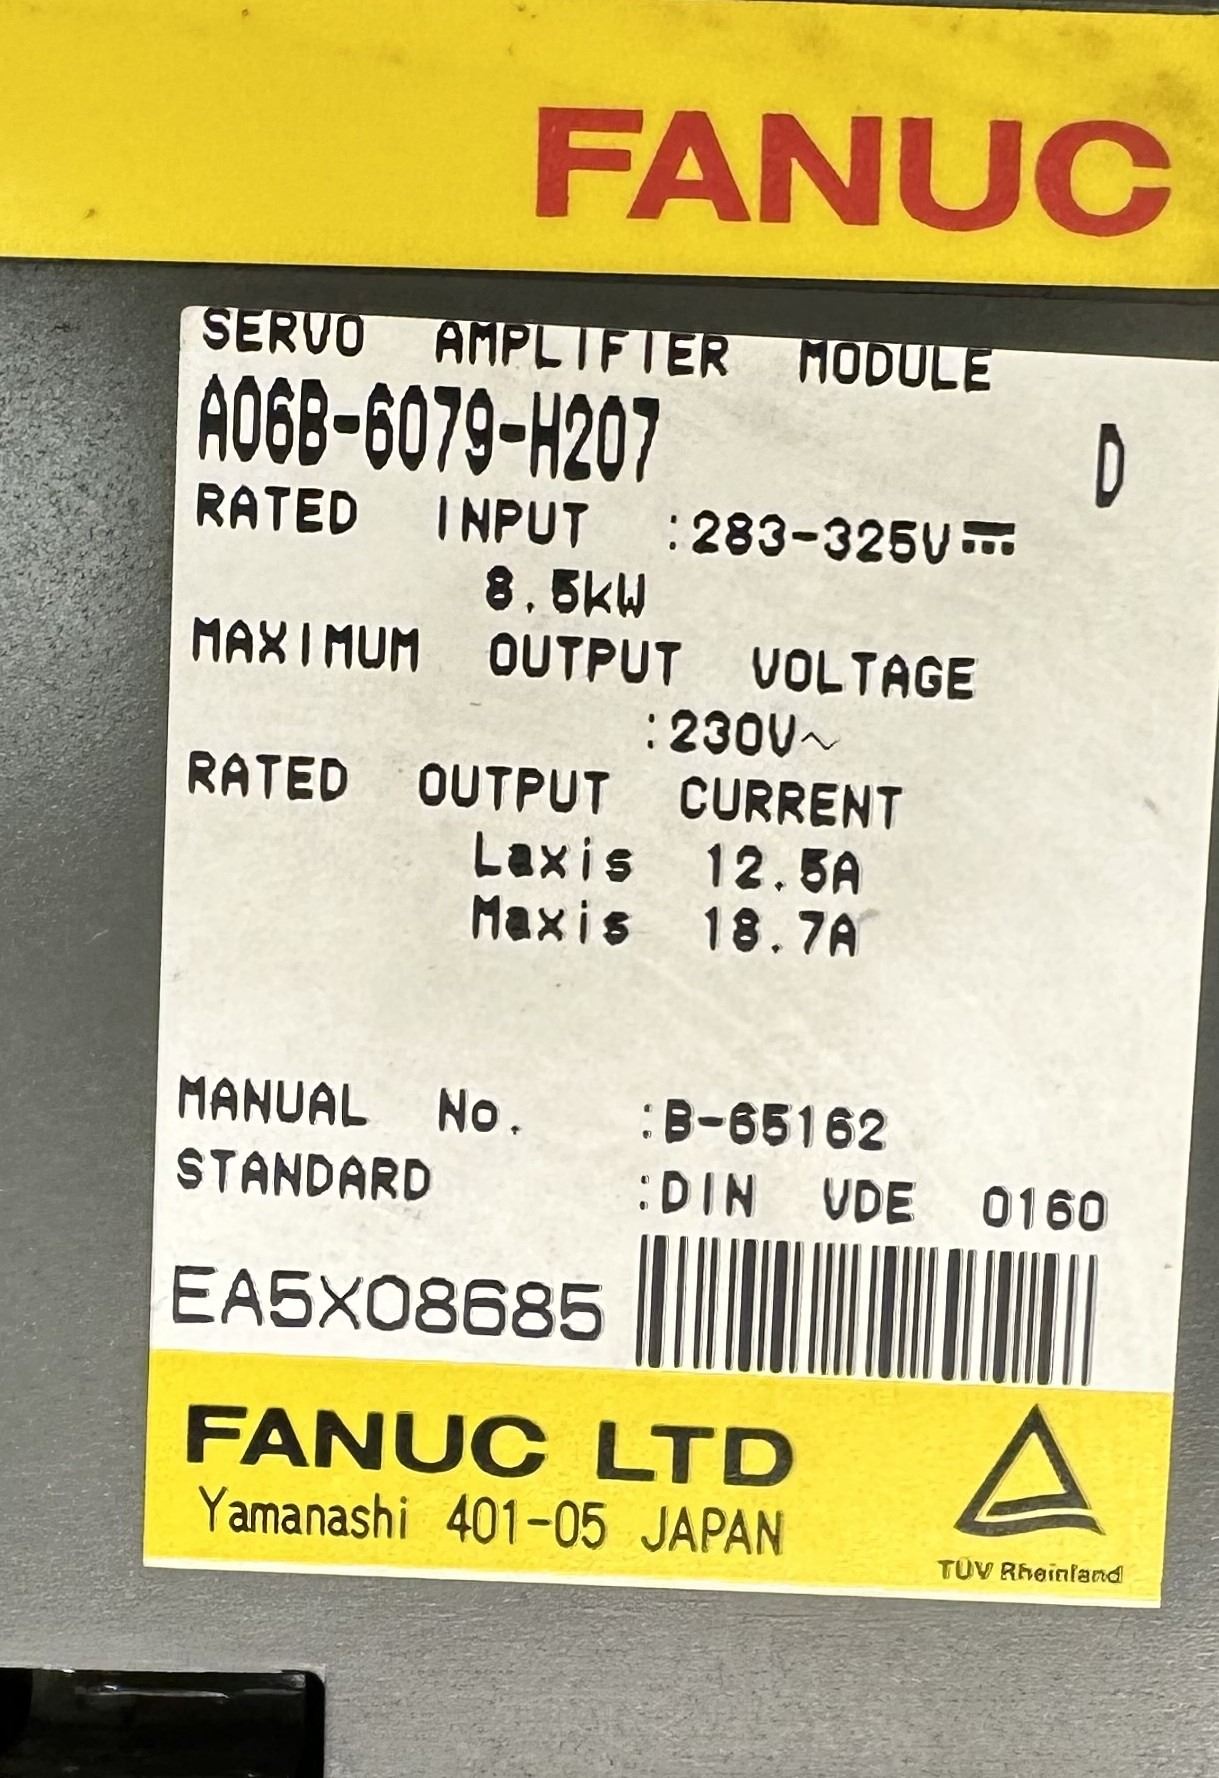 FANUC
SERVO AMPLIFIER MODULE
A06B-6079-H207 D
RATED INPUT :283-325V⎓
8.5kW
MAXIMUM OUTPUT VOLTAGE
:230V~
RATED OUTPUT CURRENT
Laxis 12.5A
Maxis 18.7A
MANUAL No. :B-65162
STANDARD :DIN VDE 0160
EA5X08685
FANUC LTD
Yamanashi 401-05 JAPAN
TÜV Rheinland